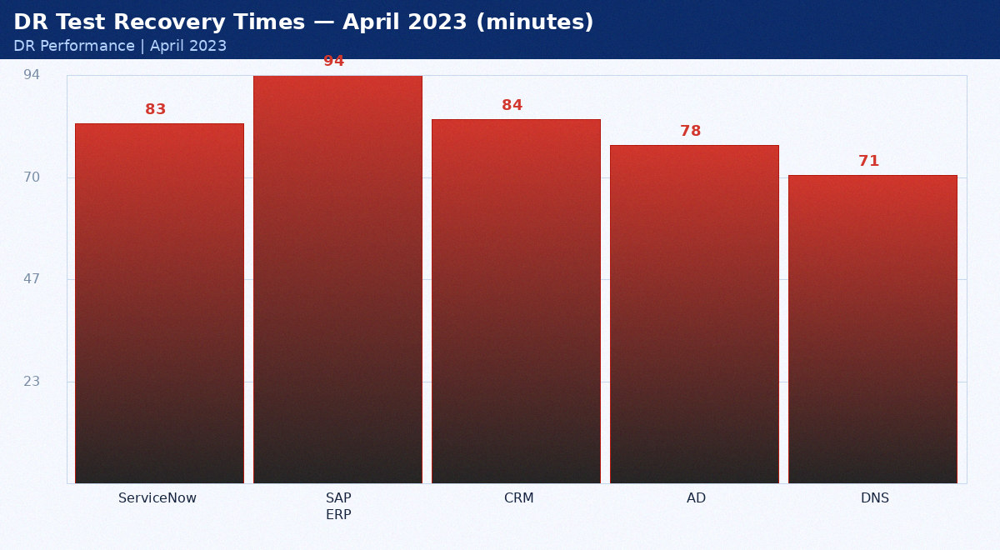 DR Test Recovery Times — April 2023 (minutes)
DR Performance | April 2023
94
70
47
23
83
94
84
78
71
ServiceNow
SAP
ERP
CRM
AD
DNS